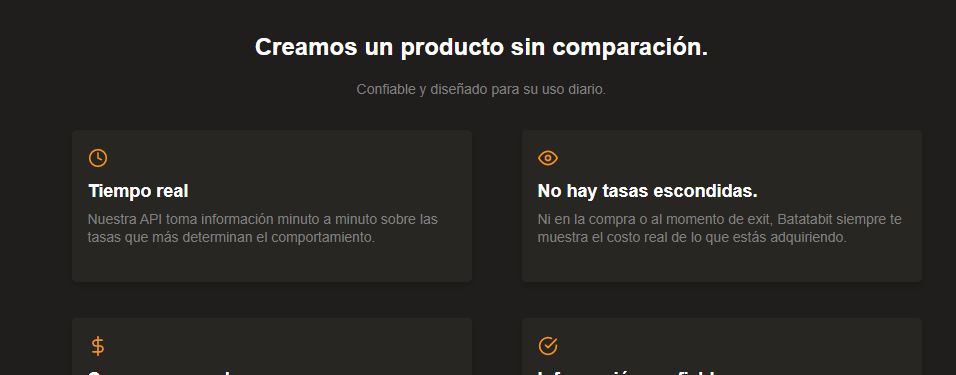 Creamos un producto sin comparación.
Confiable y diseñado para su uso diario.
Tiempo real
Nuestra API toma información minuto a minuto sobre las
tasas que más determinan el comportamiento.
No hay tasas escondidas.
Ni en la compra o al momento de exit, Batatabit siempre te
muestra el costo real de lo que estás adquiriendo.